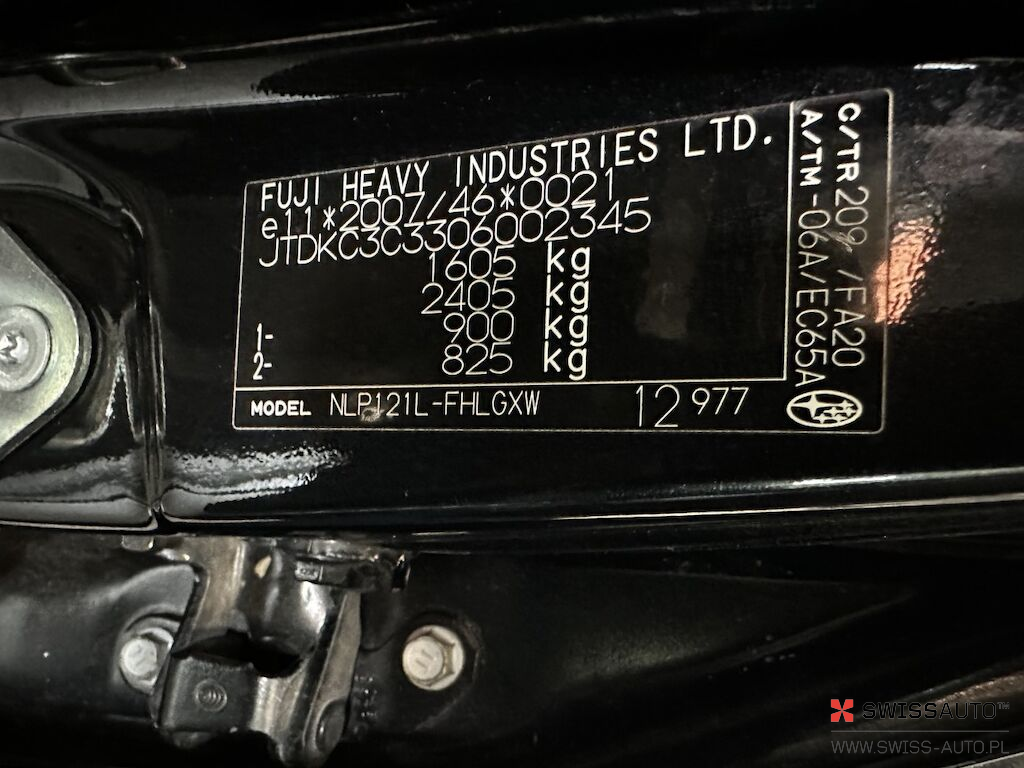 FUJI HEAVY INDUSTRIES LTD.
e11*2007/46*0021
JTDKC3C3306002345
1605 kg
2405 kg
1- 900 kg
2- 825 kg
MODEL NLP121L-FHLGXW 12 977
C/TR 209 /FA20
A/TM-06A/EC65A
SWISSAUTO™
WWW.SWISS-AUTO.PL